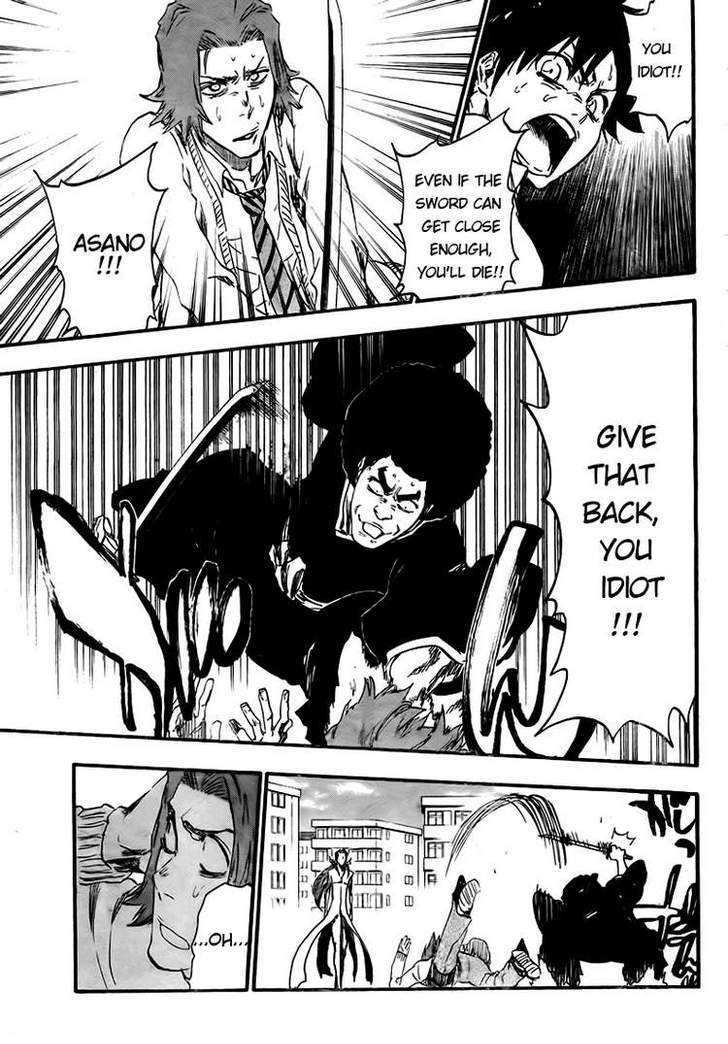 YOU
IDIOT!!
EVEN IF THE
SWORD CAN
GET CLOSE
ENOUGH,
YOU'LL DIE!!
ASANO
!!!
GIVE
THAT
BACK,
YOU
IDIOT
!!!
...OH...